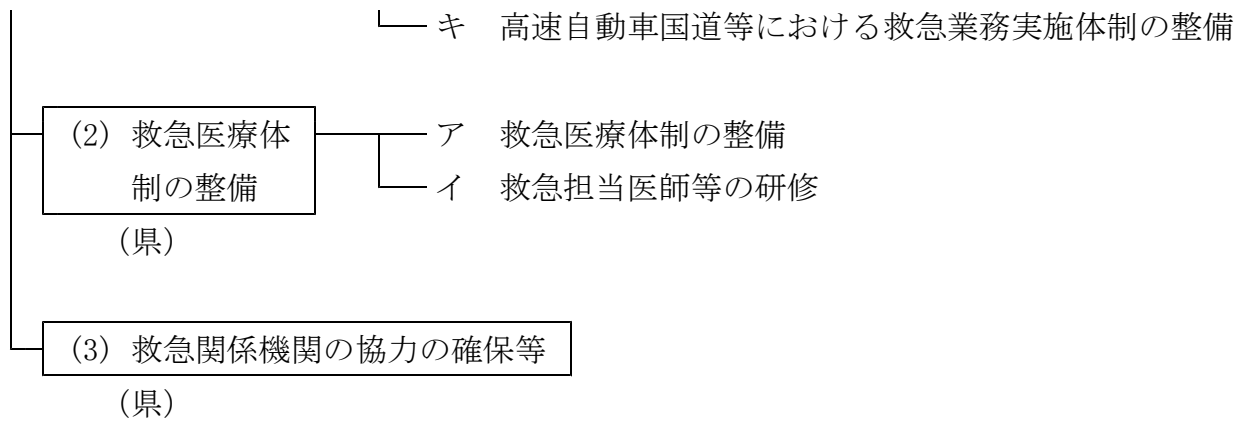 キ 高速自動車国道等における救急業務実施体制の整備
(2) 救急医療体 ア 救急医療体制の整備
制の整備 イ 救急担当医師等の研修
(県)
(3) 救急関係機関の協力の確保等
(県)